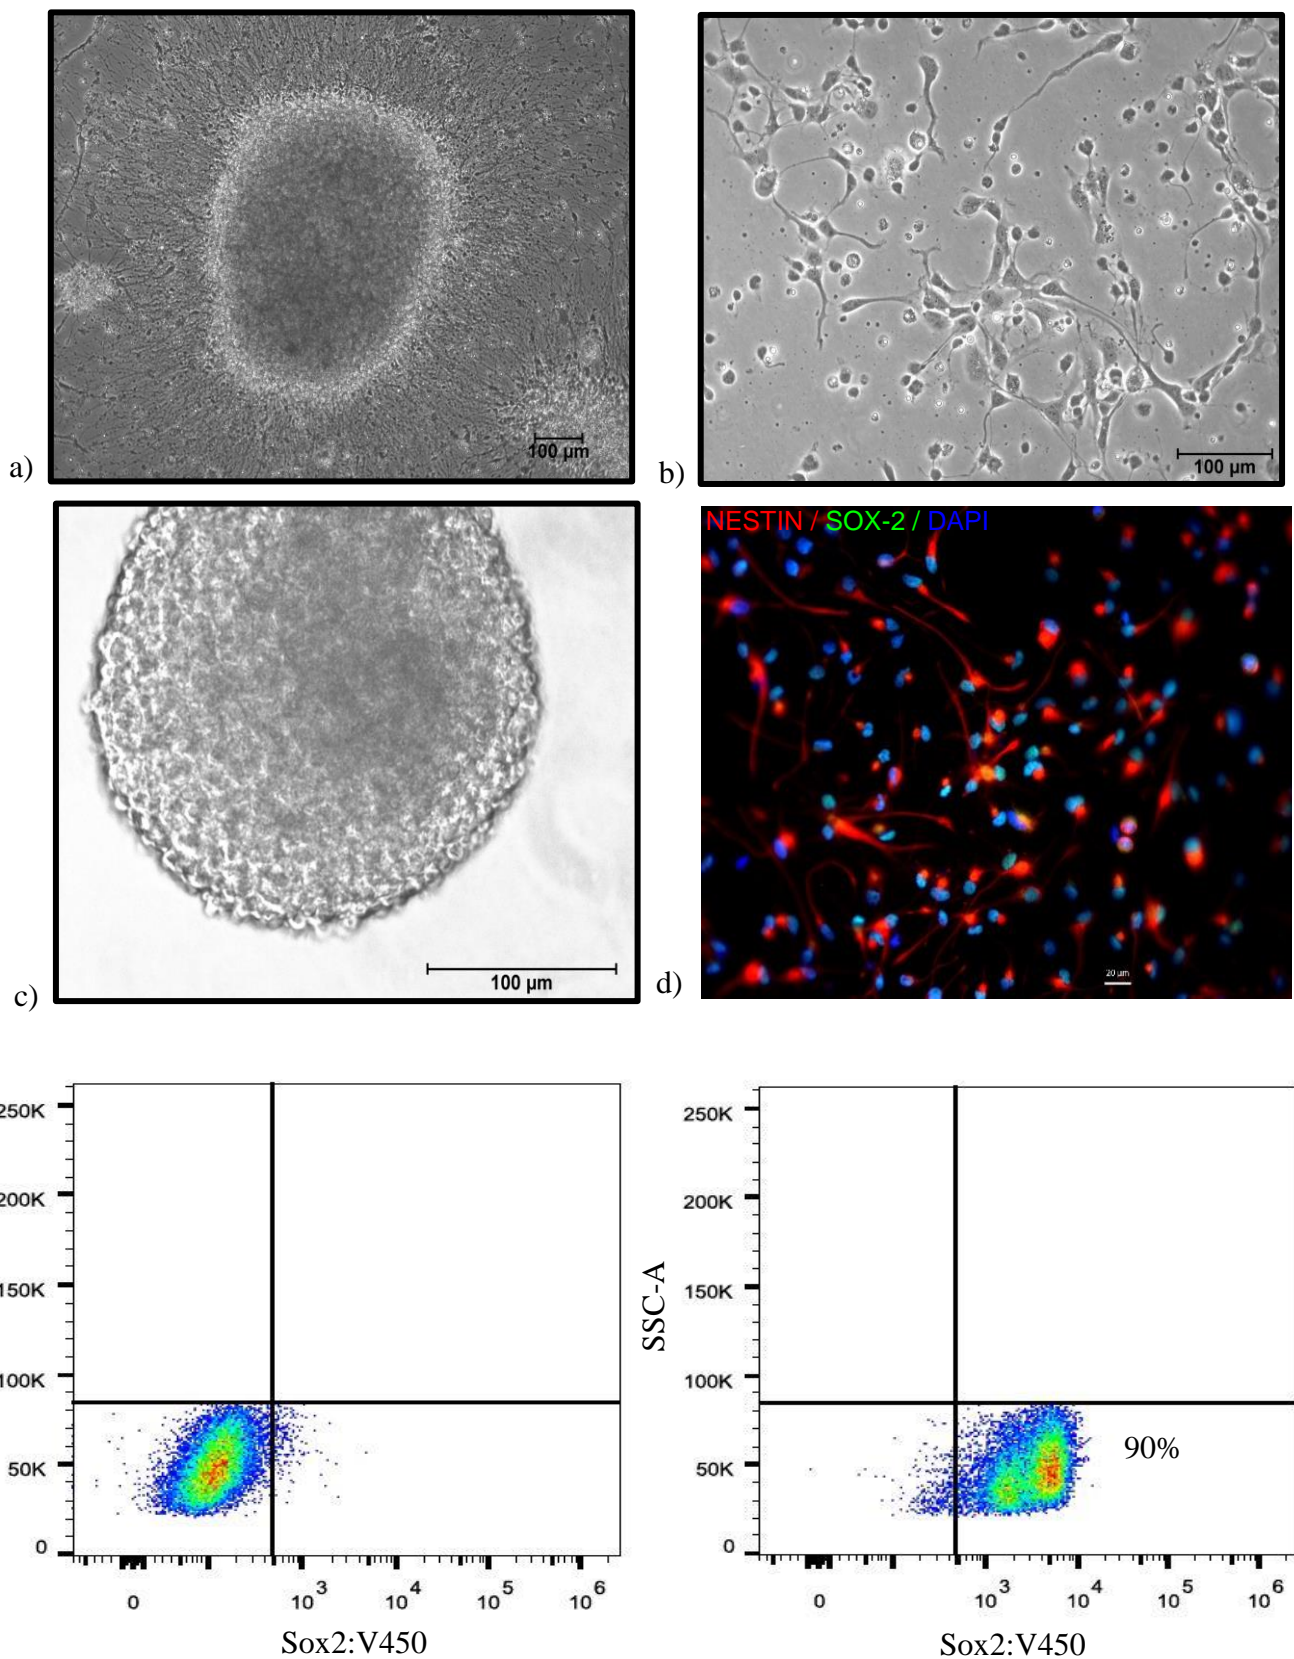 100 µm
a)
100 µm
b)
NESTIN / SOX-2 / DAPI
100 µm
c)
20 µm
d)
250K
200K
150K
100K
50K
0
0 10^3 10^4 10^5 10^6
Sox2:V450
SSC-A
250K
200K
150K
100K
50K
0
90%
0 10^3 10^4 10^5 10^6
Sox2:V450